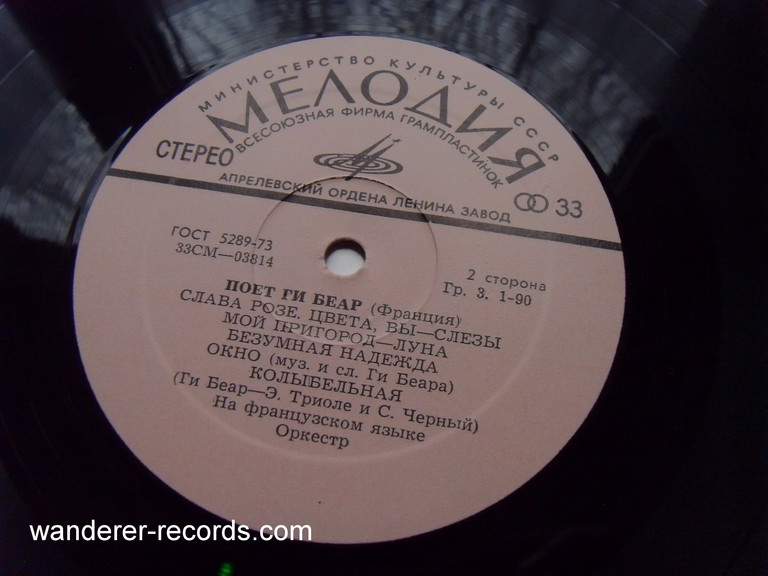 МИНИСТЕРСТВО КУЛЬТУРЫ СССР
МЕЛОДИЯ
ВСЕСОЮЗНАЯ ФИРМА ГРАМПЛАСТИНОК
СТЕРЕО
АПРЕЛЕВСКИЙ ОРДЕНА ЛЕНИНА ЗАВОД
33
ГОСТ 5289-73
33СМ—03814
2 сторона
Гр. 3. 1-90
ПОЕТ ГИ БЕАР (Франция)
СЛАВА РОЗЕ. ЦВЕТА, ВЫ—СЛЕЗЫ
МОЙ ПРИГОРОД—ЛУНА
БЕЗУМНАЯ НАДЕЖДА
ОКНО (муз. и сл. Ги Беара)
КОЛЫБЕЛЬНАЯ
(Ги Беар—Э. Триоле и С. Черный)
На французском языке
Оркестр
wanderer-records.com